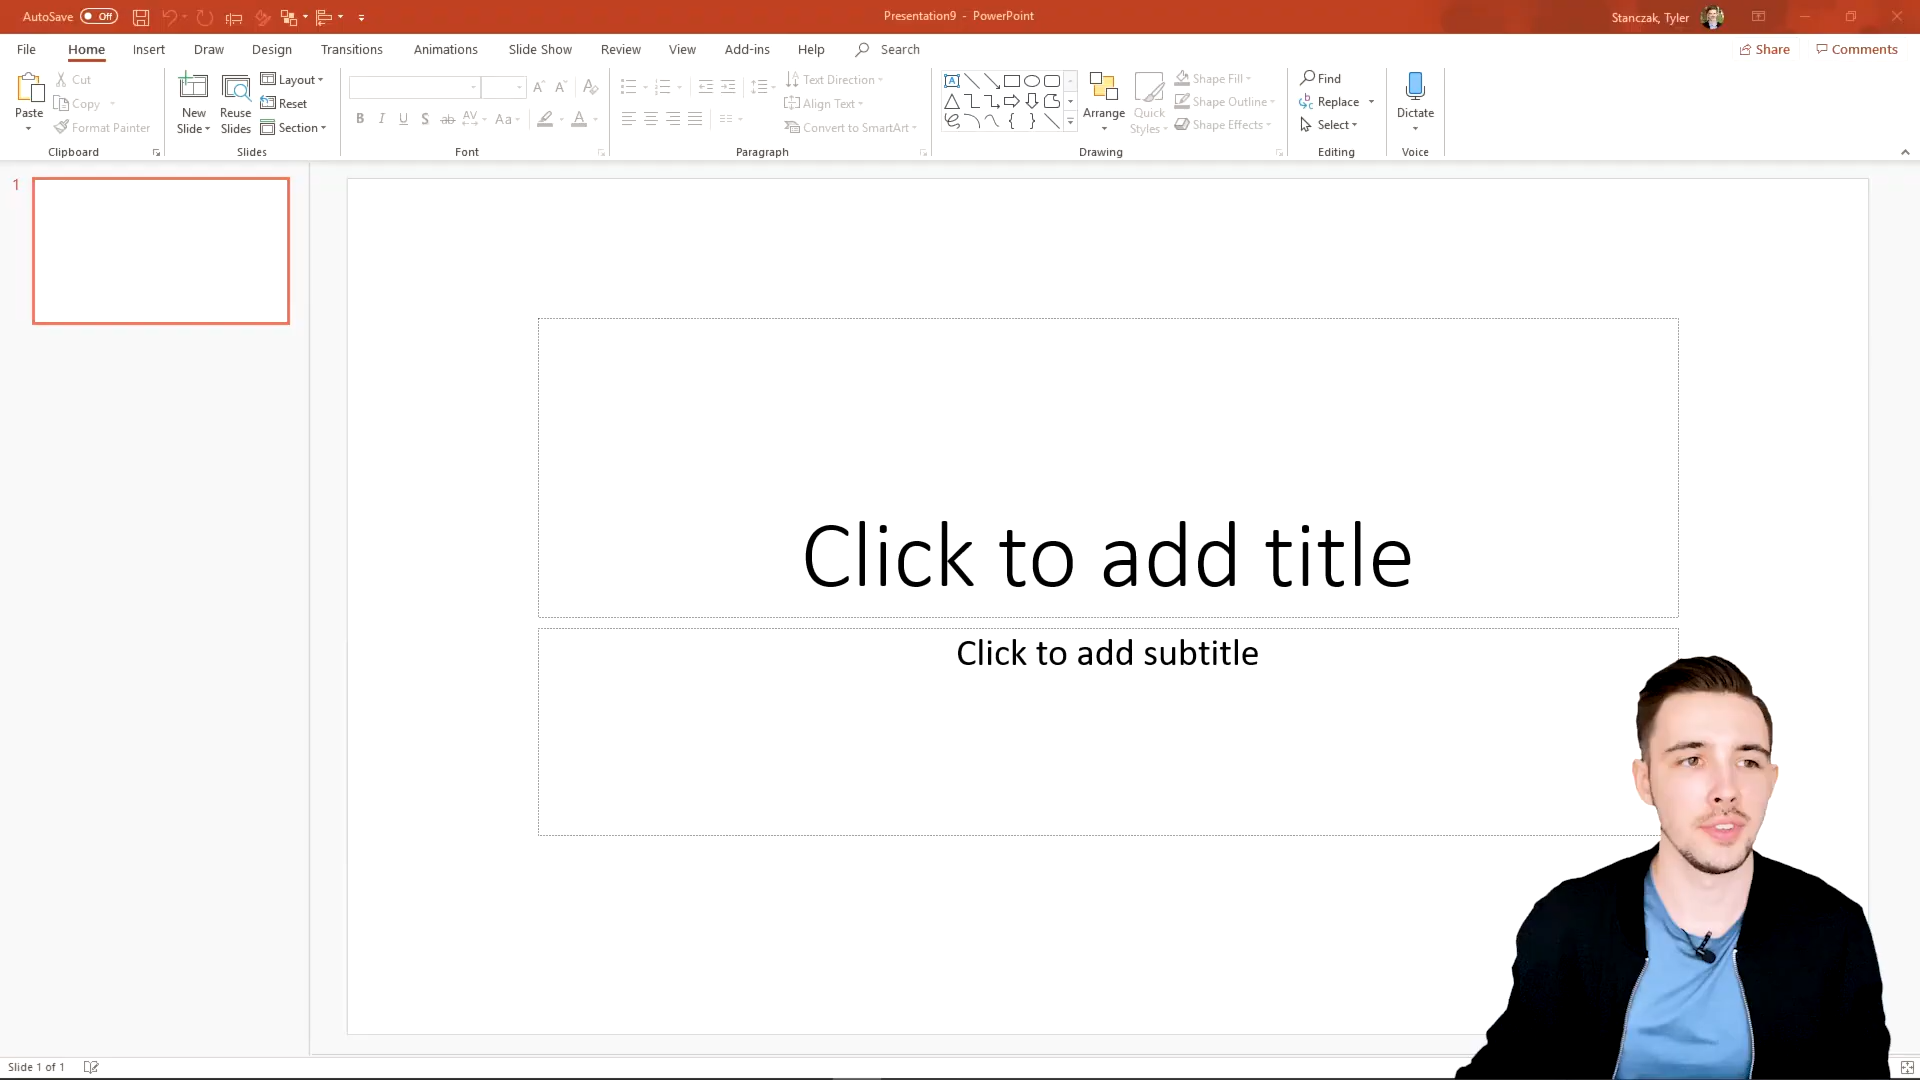 AutoSave Off
Presentation9 - PowerPoint
Stanczak, Tyler
File Home Insert Draw Design Transitions Animations Slide Show Review View Add-ins Help Search
Share Comments
Paste
Cut
Copy
Format Painter
Clipboard
New Slide
Reuse Slides
Layout
Reset
Section
Slides
B I U S ab AV Aa A
Font
Text Direction
Align Text
Convert to SmartArt
Paragraph
Arrange
Quick Styles
Shape Fill
Shape Outline
Shape Effects
Drawing
Find
Replace
Select
Editing
Dictate
Voice
1
Click to add title
Click to add subtitle
Slide 1 of 1